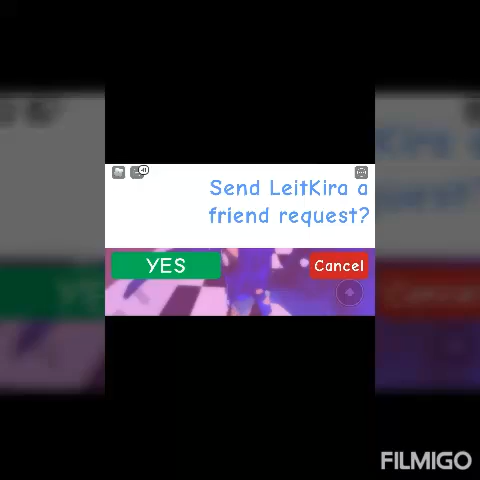 Send LeitKira a
friend request?
YES
Cancel
FILMIGO